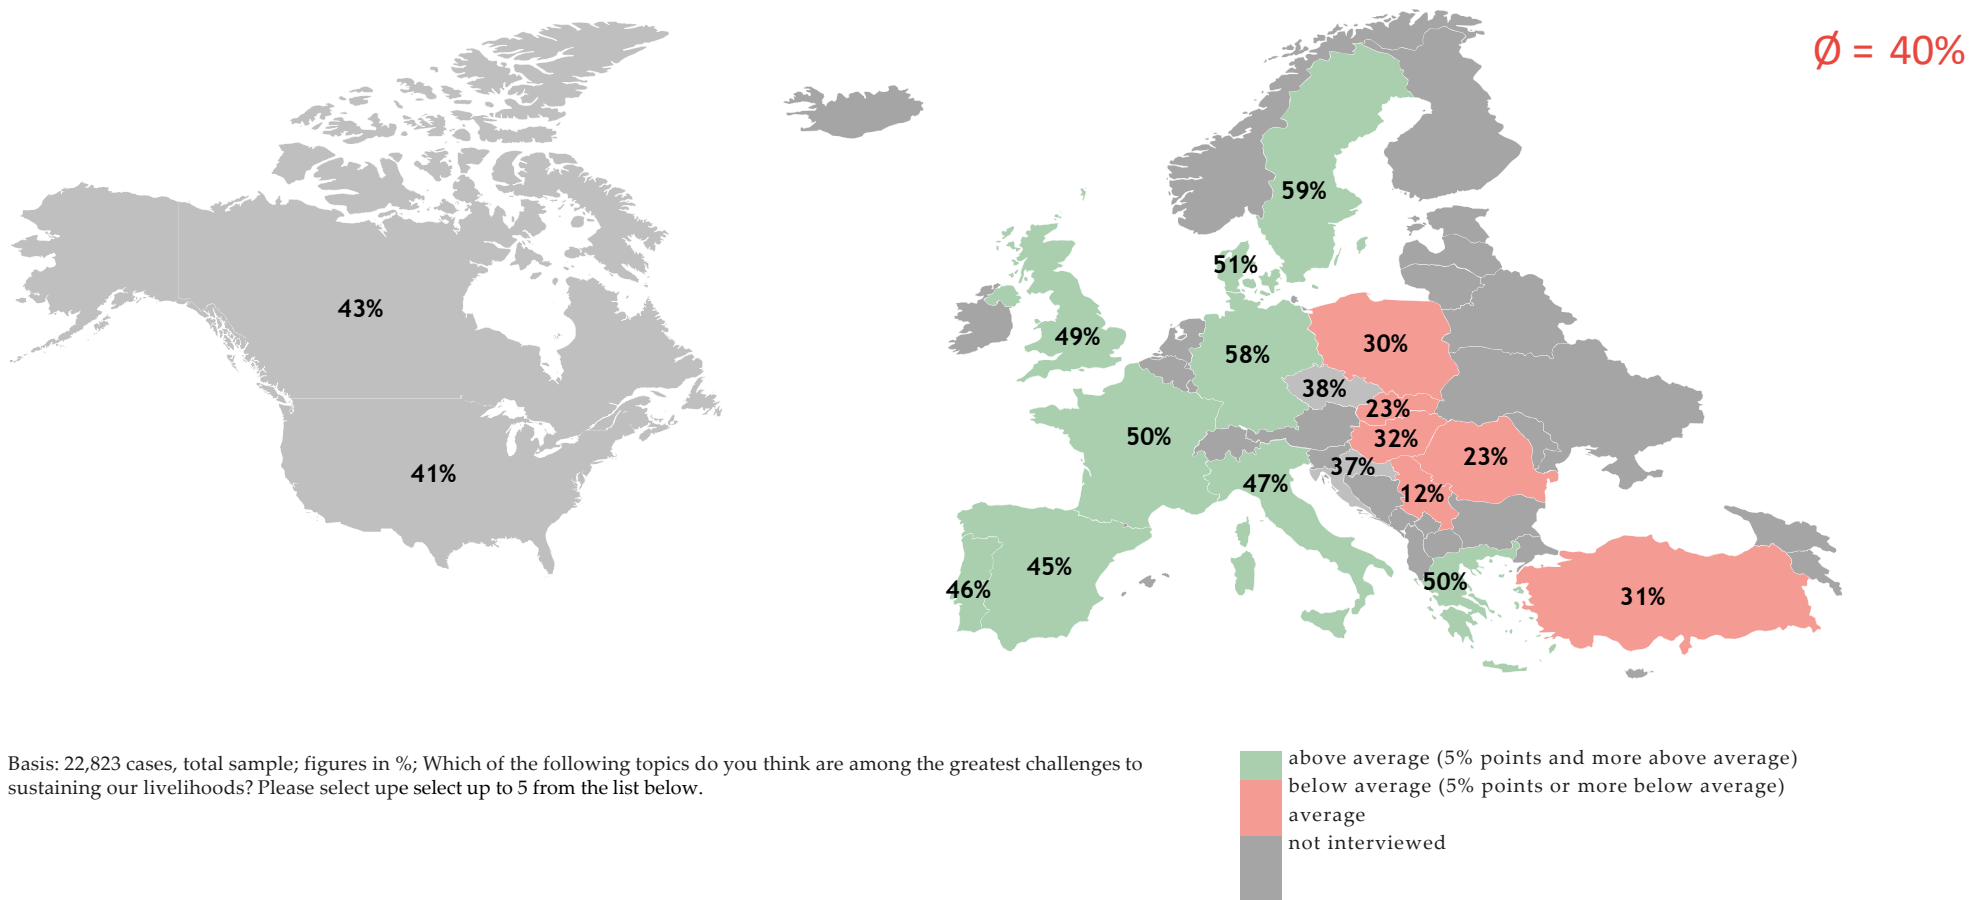 Ø = 40%
59%
51%
43%
49%
30%
58%
38%
23%
50%
32%
23%
37%
41%
47%
12%
45%
50%
46%
31%
Basis: 22,823 cases, total sample; figures in %; Which of the following topics do you think are among the greatest challenges to
sustaining our livelihoods? Please select upe select up to 5 from the list below.
above average (5% points and more above average)
below average (5% points or more below average)
average
not interviewed